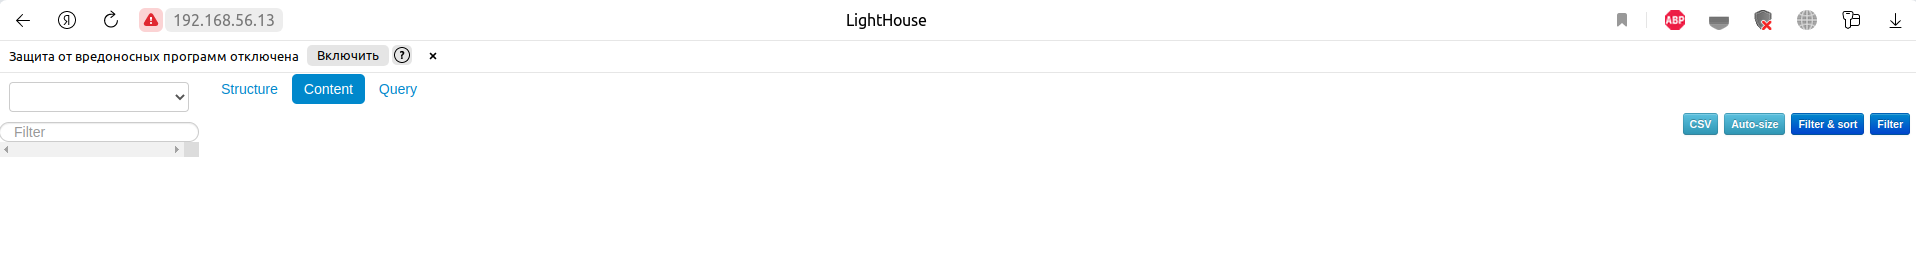 192.168.56.13 LightHouse ABP
Защита от вредоносных программ отключена Включить ? ×
Structure Content Query
Filter
CSV Auto-size Filter & sort Filter